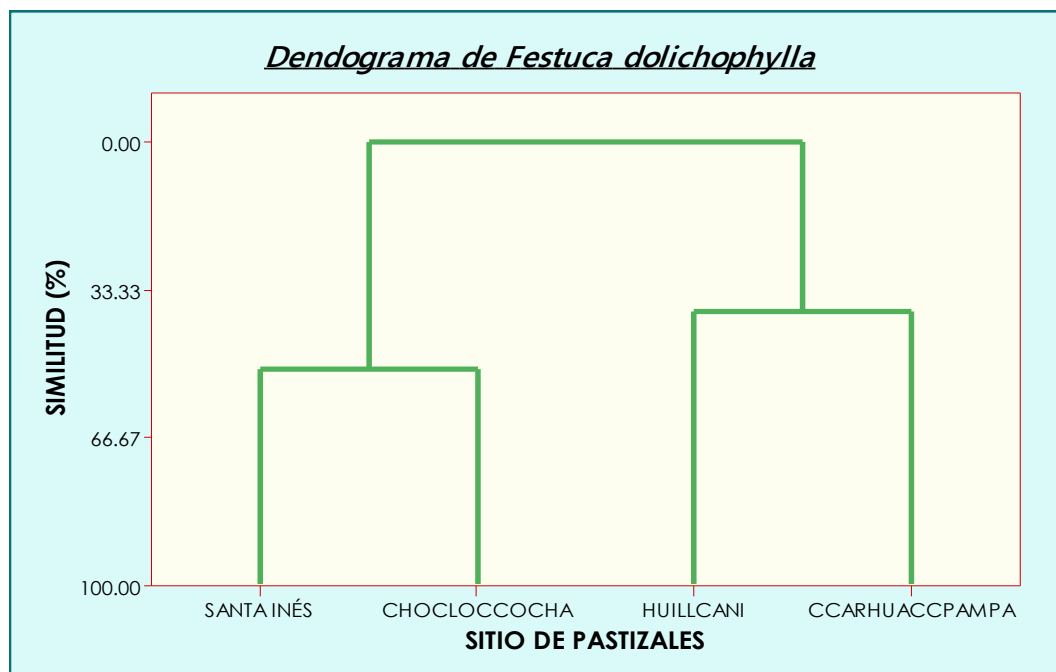 Dendograma de Festuca dolichophylla
0.00
33.33
66.67
100.00
SIMILITUD (%)
SANTA INÉS CHOCLOCCOCHA HUILLCANI CCARHUACCPAMPA
SITIO DE PASTIZALES